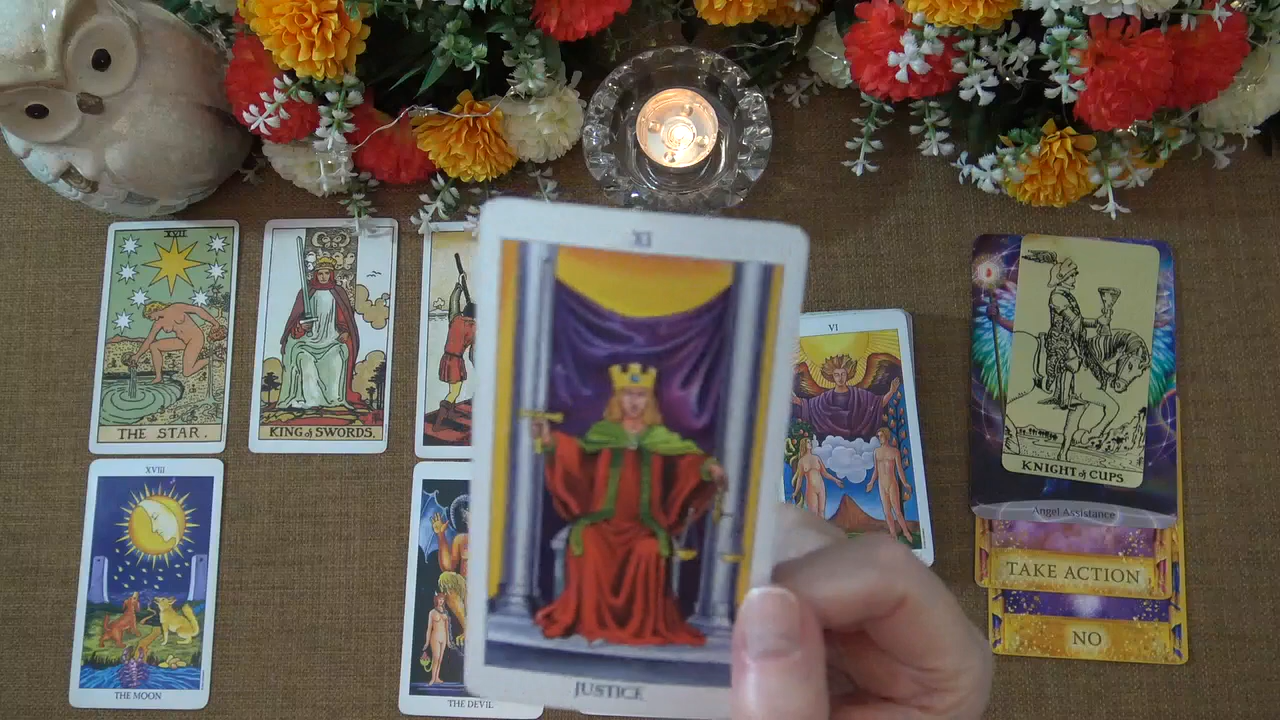 XVII
THE STAR.
KING of SWORDS.
XI
JUSTICE
VI
KNIGHT of CUPS
Angel Assistance
TAKE ACTION
NO
XVIII
THE MOON
THE DEVIL